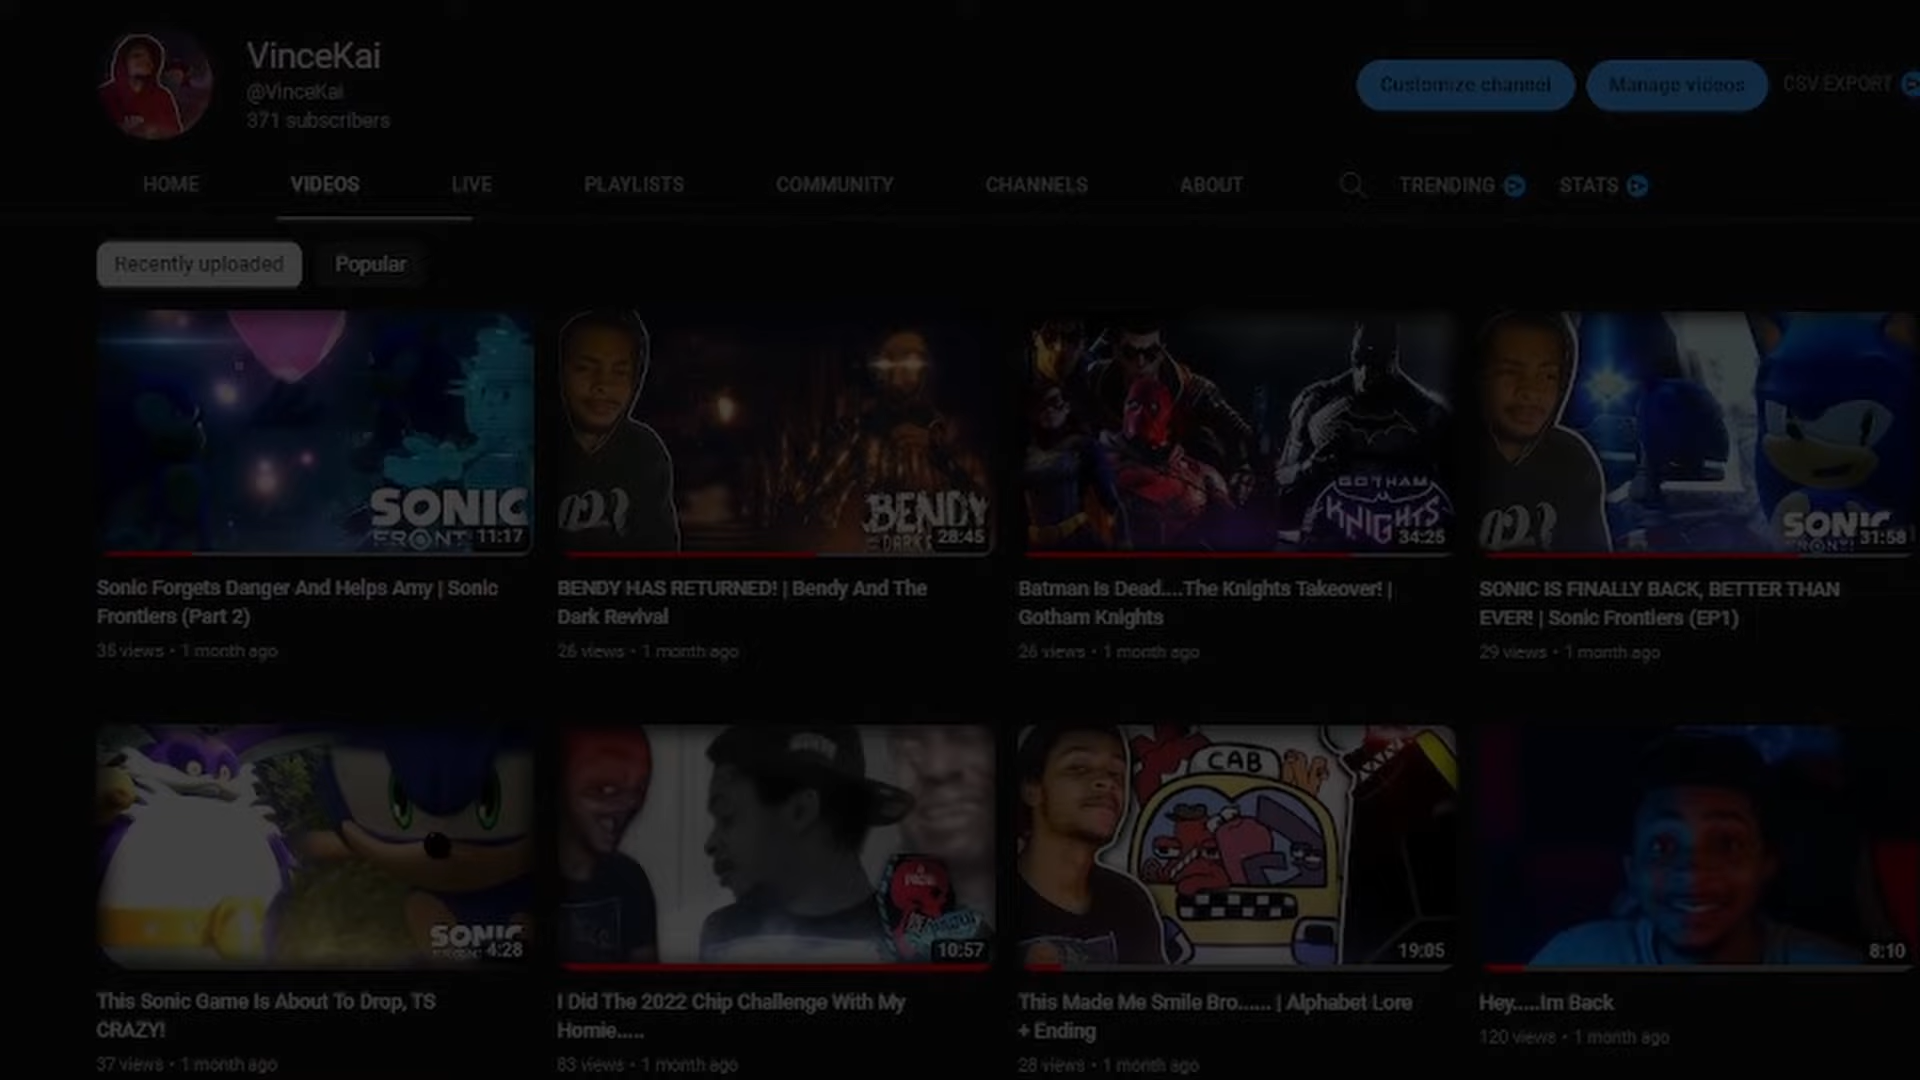 VinceKai
@VinceKai
371 subscribers
Customize channel
Manage videos
CSV EXPORT
HOME
VIDEOS
LIVE
PLAYLISTS
COMMUNITY
CHANNELS
ABOUT
TRENDING
STATS
Recently uploaded
Popular
SONIC
FRONT
11:17
BENDY
DARK
28:45
GOTHAM
KNIGHTS
34:25
SONIC
FRONTI
31:58
Sonic Forgets Danger And Helps Amy | Sonic
Frontiers (Part 2)
35 views • 1 month ago
BENDY HAS RETURNED! | Bendy And The
Dark Revival
26 views • 1 month ago
Batman Is Dead....The Knights Takeover! |
Gotham Knights
26 views • 1 month ago
SONIC IS FINALLY BACK, BETTER THAN
EVER! | Sonic Frontiers (EP1)
29 views • 1 month ago
SONIC
4:28
10:57
CAB
19:05
8:10
This Sonic Game Is About To Drop, TS
CRAZY!
37 views • 1 month ago
I Did The 2022 Chip Challenge With My
Homie.....
83 views • 1 month ago
This Made Me Smile Bro...... | Alphabet Lore
+ Ending
28 views • 1 month ago
Hey.....Im Back
120 views • 1 month ago